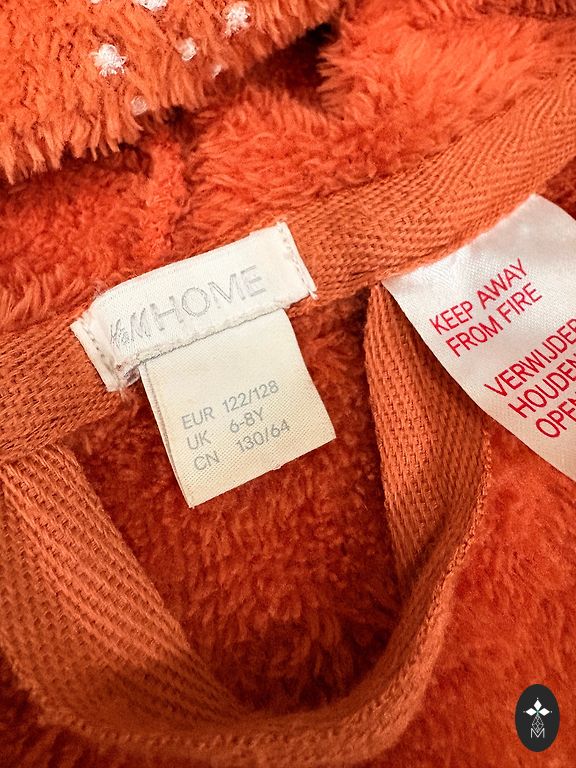 H&M HOME
EUR 122/128
UK 6-8Y
CN 130/64
KEEP AWAY
FROM FIRE
VERWIJDER
HOUDEN
OPEN
M